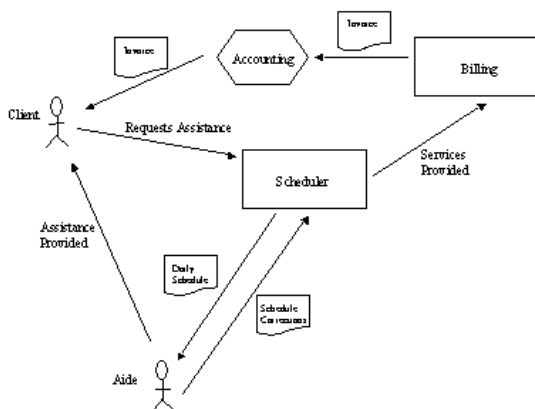 Invoice
Invoice
Accounting
Billing
Client
Requests Assistance
Services
Provided
Scheduler
Assistance
Provided
Daily
Schedule
Schedule
Corrections
Aide